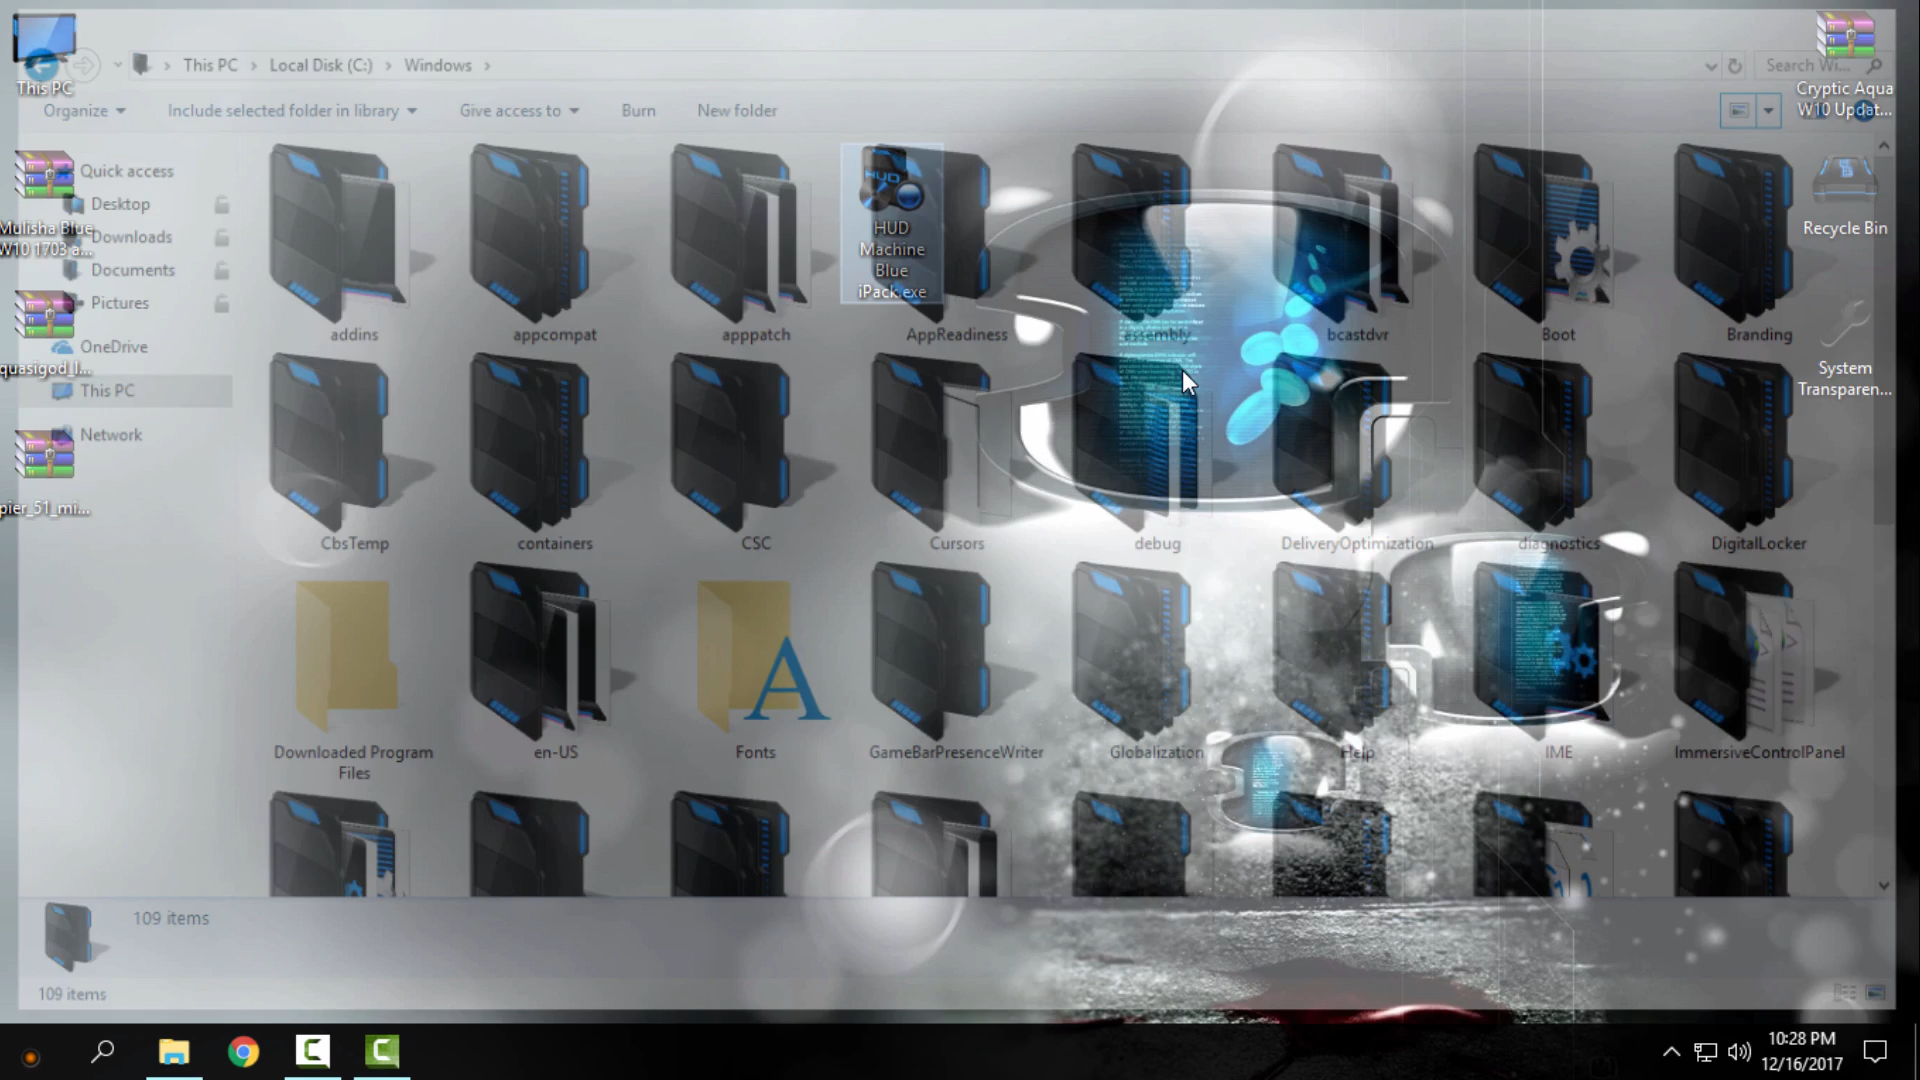 This PC
This PC > Local Disk (C:) > Windows >
Search Wi...
Organize
Include selected folder in library
Give access to
Burn
New folder
Cryptic Aqua
W10 Updat...
Quick access
Desktop
Downloads
Documents
Pictures
OneDrive
This PC
Network
Mulisha Blue
W10 1703 a...
quasigod_I...
pier_51_mi...
HUD
HUD
Machine
Blue
iPack.exe
Recycle Bin
System
Transparen...
addins
appcompat
apppatch
AppReadiness
assembly
bcastdvr
Boot
Branding
CbsTemp
containers
CSC
Cursors
debug
DeliveryOptimization
diagnostics
DigitalLocker
Downloaded Program
Files
en-US
A
Fonts
GameBarPresenceWriter
Globalization
Help
IME
ImmersiveControlPanel
109 items
109 items
10:28 PM
12/16/2017